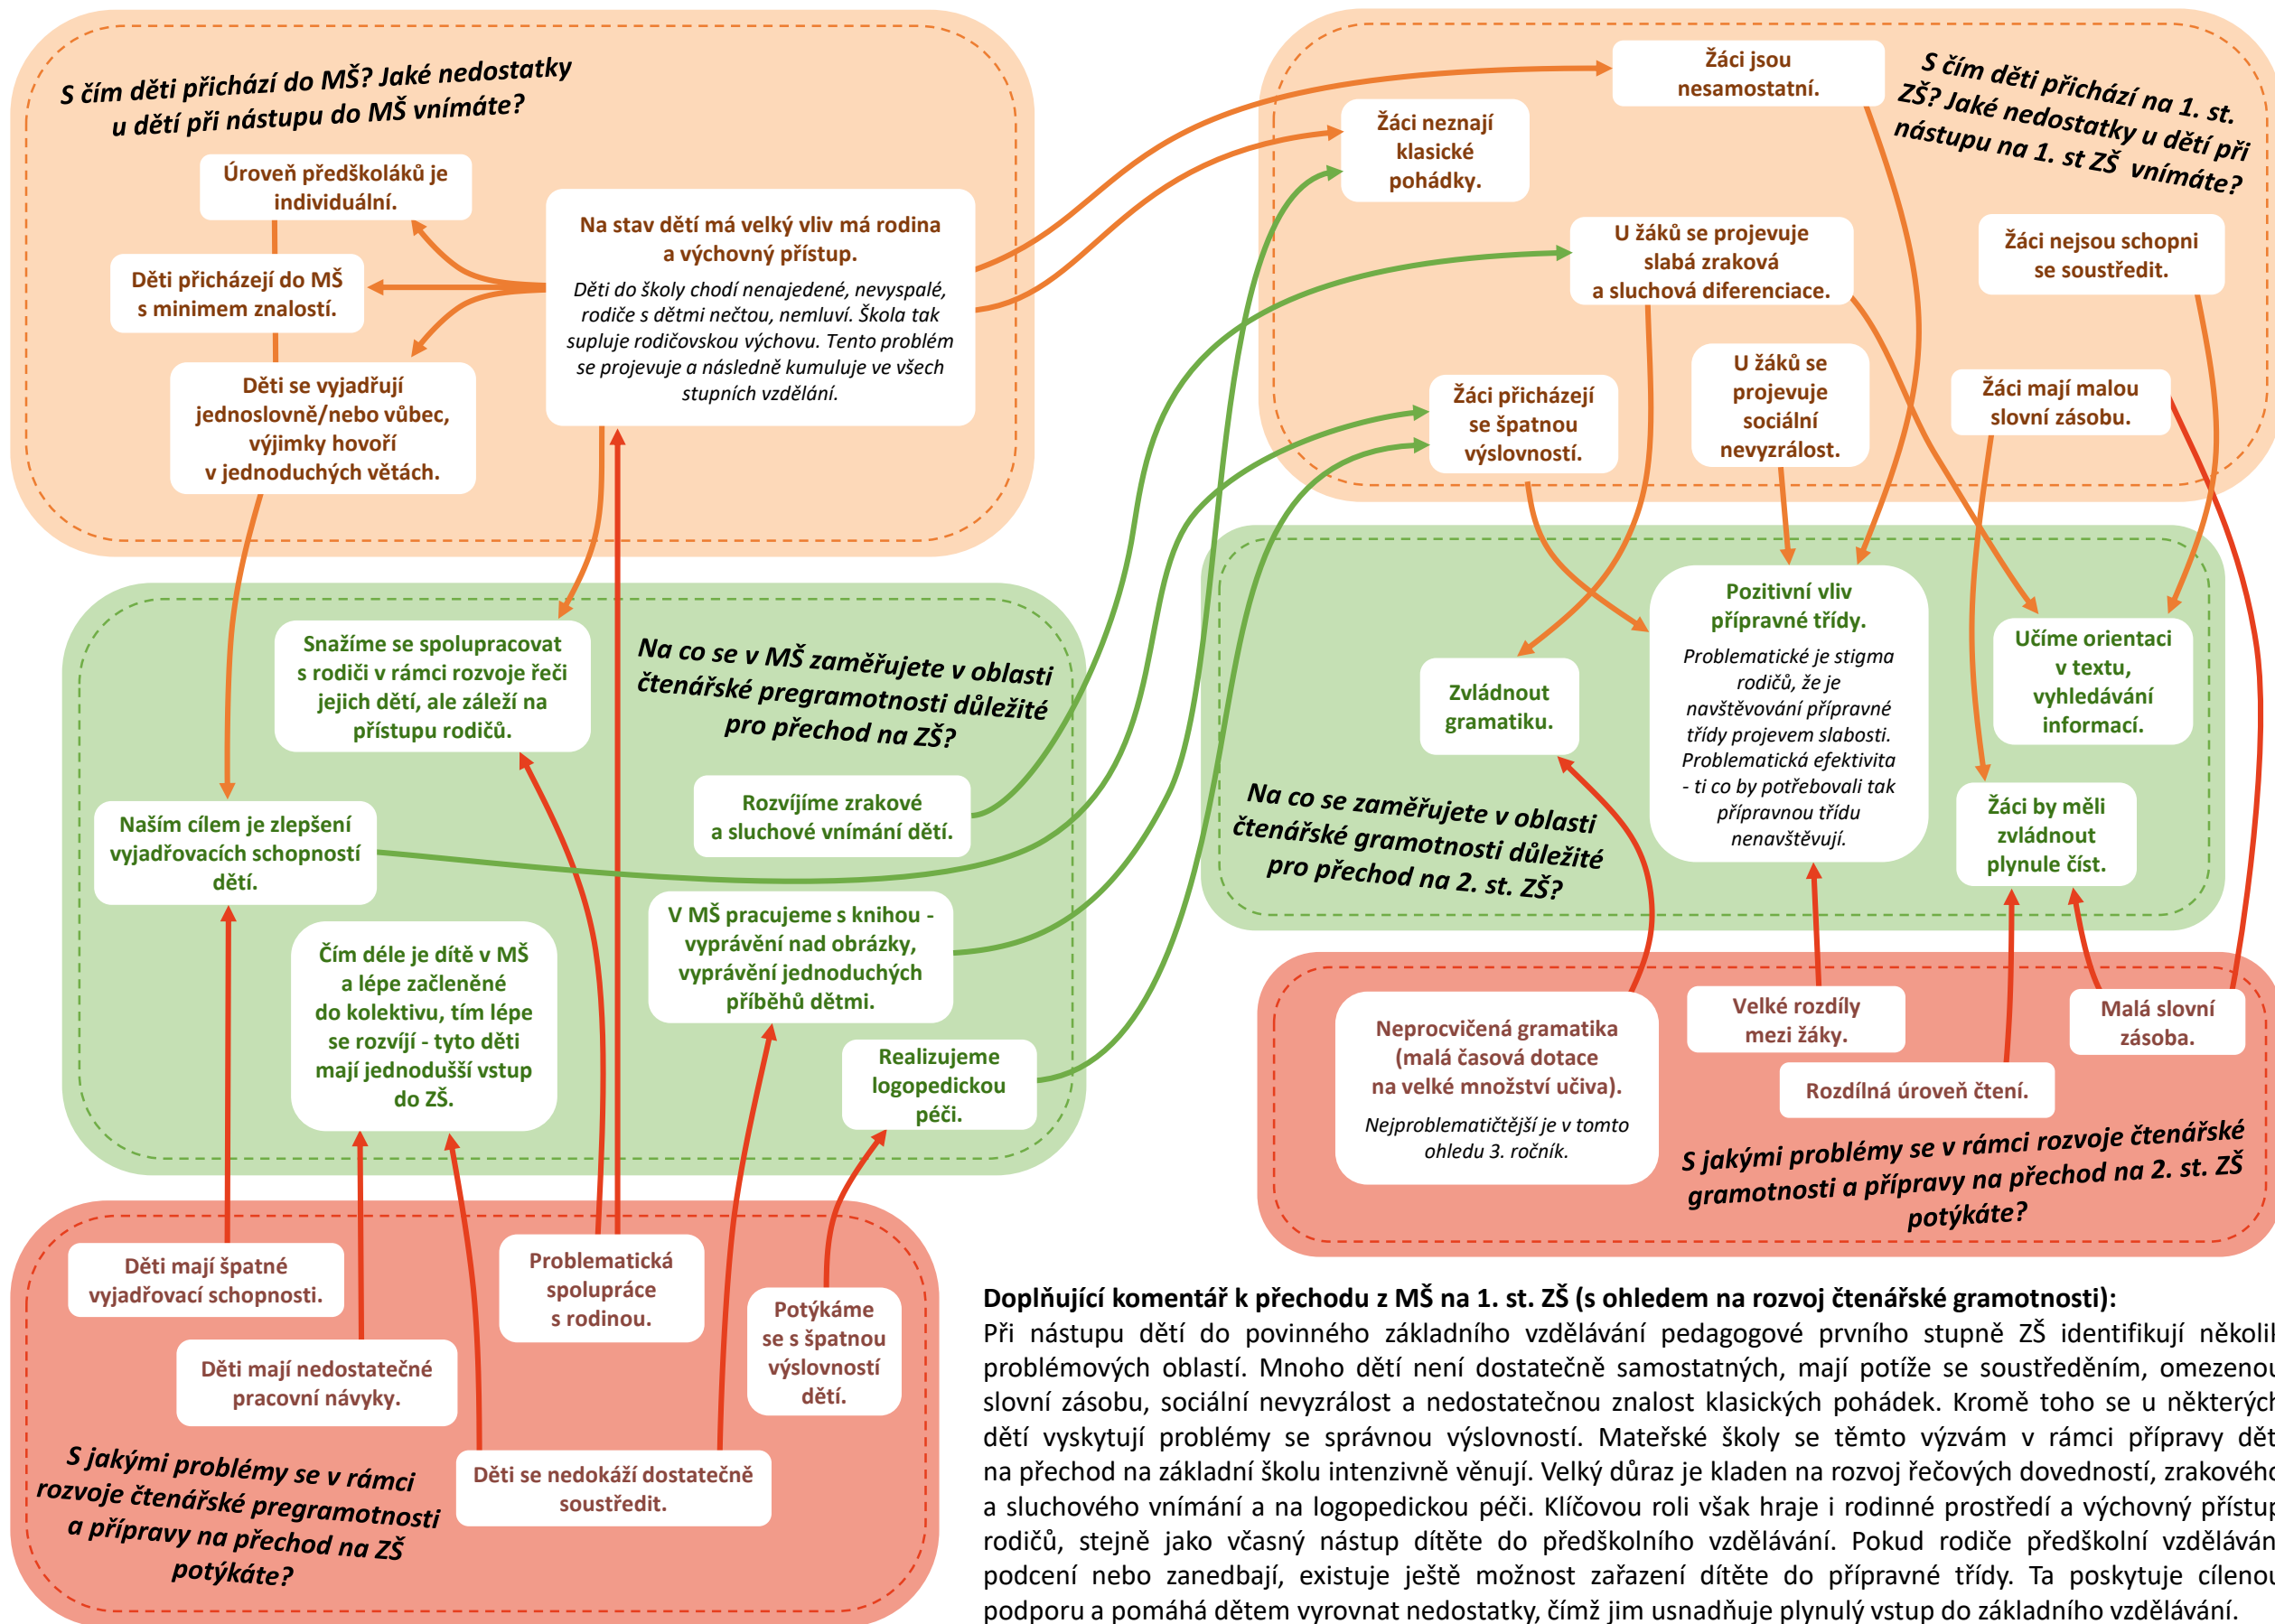 S čím děti přichází do MŠ? Jaké nedostatky
u dětí při nástupu do MŠ vnímáte?
Úroveň předškoláků je
individuální.
Děti přicházejí do MŠ
s minimem znalostí.
Děti se vyjadřují
jednoslovně/nebo vůbec,
výjimky hovoří
v jednoduchých větách.
Na stav dětí má velký vliv má rodina
a výchovný přístup.
Děti do školy chodí nenajedené, nevyspalé,
rodiče s dětmi nečtou, nemluví. Škola tak
supluje rodičovskou výchovu. Tento problém
se projevuje a následně kumuluje ve všech
stupních vzdělání.
Žáci jsou
nesamostatní.
S čím děti přichází na 1. st.
ZŠ? Jaké nedostatky u dětí při
nástupu na 1. st ZŠ vnímáte?
Žáci neznají
klasické
pohádky.
U žáků se projevuje
slabá zraková
a sluchová diferenciace.
Žáci nejsou schopni
se soustředit.
Žáci přicházejí
se špatnou
výslovností.
U žáků se
projevuje
sociální
nevyzrálost.
Žáci mají malou
slovní zásobu.
Snažíme se spolupracovat
s rodiči v rámci rozvoje řeči
jejich dětí, ale záleží na
přístupu rodičů.
Na co se v MŠ zaměřujete v oblasti
čtenářské pregramotnosti důležité
pro přechod na ZŠ?
Naším cílem je zlepšení
vyjadřovacích schopností
dětí.
Rozvíjíme zrakové
a sluchové vnímání dětí.
Čím déle je dítě v MŠ
a lépe začleněné
do kolektivu, tím lépe
se rozvíjí - tyto děti
mají jednodušší vstup
do ZŠ.
V MŠ pracujeme s knihou -
vyprávění nad obrázky,
vyprávění jednoduchých
příběhů dětmi.
Realizujeme
logopedickou
péči.
Zvládnout
gramatiku.
Pozitivní vliv
přípravné třídy.
Problematické je stigma
rodičů, že je
navštěvování přípravné
třídy projevem slabosti.
Problematická efektivita
- ti co by potřebovali tak
přípravnou třídu
nenavštěvují.
Učíme orientaci
v textu,
vyhledávání
informací.
Žáci by měli
zvládnout
plynule číst.
Na co se zaměřujete v oblasti
čtenářské gramotnosti důležité
pro přechod na 2. st. ZŠ?
Neprocvičená gramatika
(malá časová dotace
na velké množství učiva).
Nejproblematičtější je v tomto
ohledu 3. ročník.
Velké rozdíly
mezi žáky.
Malá slovní
zásoba.
Rozdílná úroveň čtení.
S jakými problémy se v rámci rozvoje čtenářské
gramotnosti a přípravy na přechod na 2. st. ZŠ
potýkáte?
Děti mají špatné
vyjadřovací schopnosti.
Děti mají nedostatečné
pracovní návyky.
Problematická
spolupráce
s rodinou.
Potýkáme
se s špatnou
výslovností
dětí.
Děti se nedokáží dostatečně
soustředit.
S jakými problémy se v rámci
rozvoje čtenářské pregramotnosti
a přípravy na přechod na ZŠ
potýkáte?
Doplňující komentář k přechodu z MŠ na 1. st. ZŠ (s ohledem na rozvoj čtenářské gramotnosti):
Při nástupu dětí do povinného základního vzdělávání pedagogové prvního stupně ZŠ identifikují několik
problémových oblastí. Mnoho dětí není dostatečně samostatných, mají potíže se soustředěním, omezenou
slovní zásobu, sociální nevyzrálost a nedostatečnou znalost klasických pohádek. Kromě toho se u některých
dětí vyskytují problémy se správnou výslovností. Mateřské školy se těmto výzvám v rámci přípravy dět
na přechod na základní školu intenzivně věnují. Velký důraz je kladen na rozvoj řečových dovedností, zrakového
a sluchového vnímání a na logopedickou péči. Klíčovou roli však hraje i rodinné prostředí a výchovný přístup
rodičů, stejně jako včasný nástup dítěte do předškolního vzdělávání. Pokud rodiče předškolní vzděláván
podcení nebo zanedbají, existuje ještě možnost zařazení dítěte do přípravné třídy. Ta poskytuje cílenou
podporu a pomáhá dětem vyrovnat nedostatky, čímž jim usnadňuje plynulý vstup do základního vzdělávání.